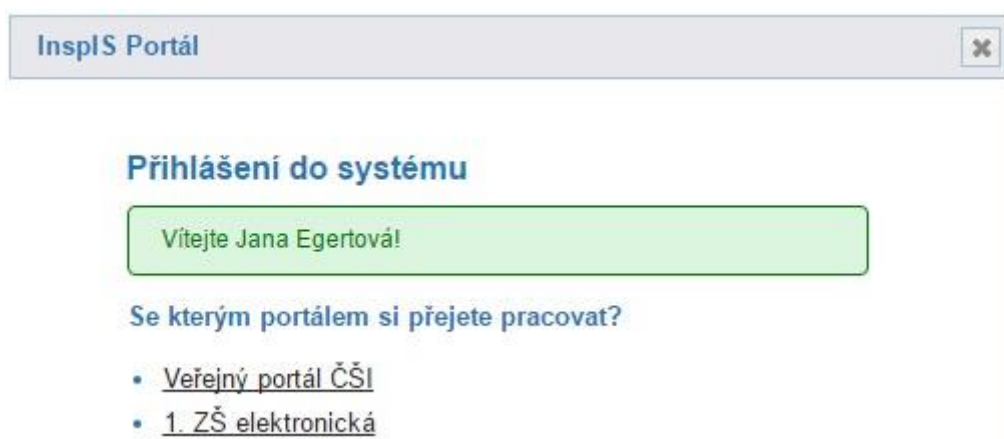 InspIS Portál
Přihlášení do systému
Vítejte Jana Egertová!
Se kterým portálem si přejete pracovat?
Veřejný portál ČŠI
1. ZŠ elektronická